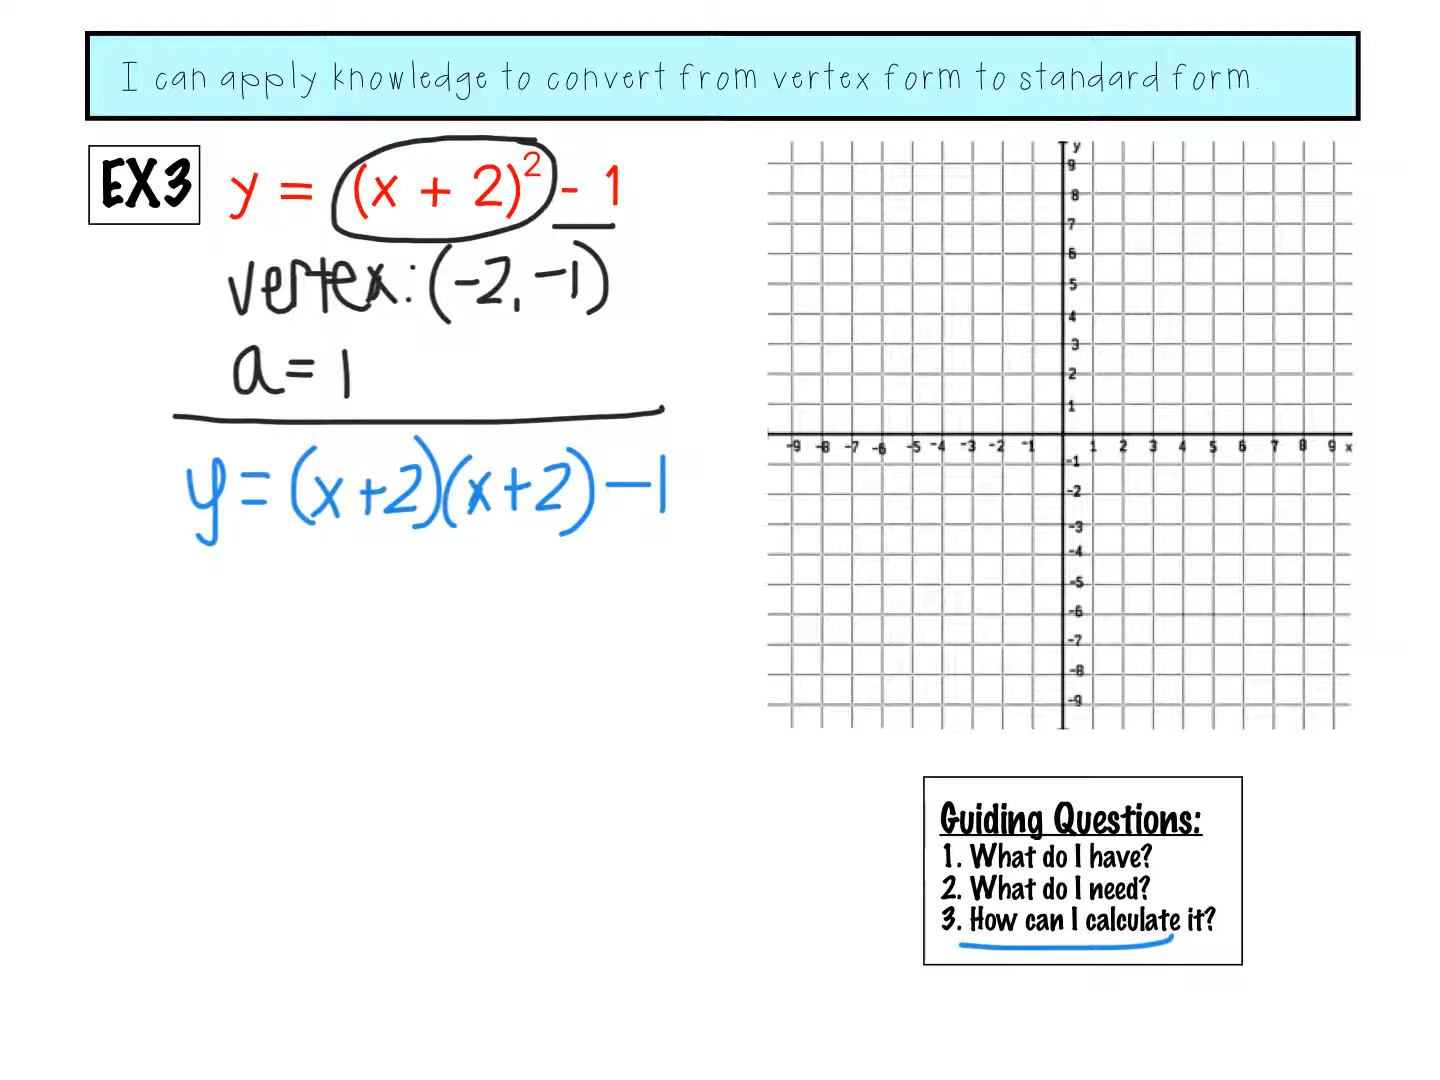 I can apply knowledge to convert from vertex form to standard form.
EX3
y = (x + 2)² - 1
vertex: (-2, -1)
a = 1
y = (x+2)(x+2) - 1
y
9
8
7
6
5
4
3
2
1
-9 -8 -7 -6 -5 -4 -3 -2 -1 1 2 3 4 5 6 7 8 9 x
-1
-2
-3
-4
-5
-6
-7
-8
-9
Guiding Questions:
1. What do I have?
2. What do I need?
3. How can I calculate it?